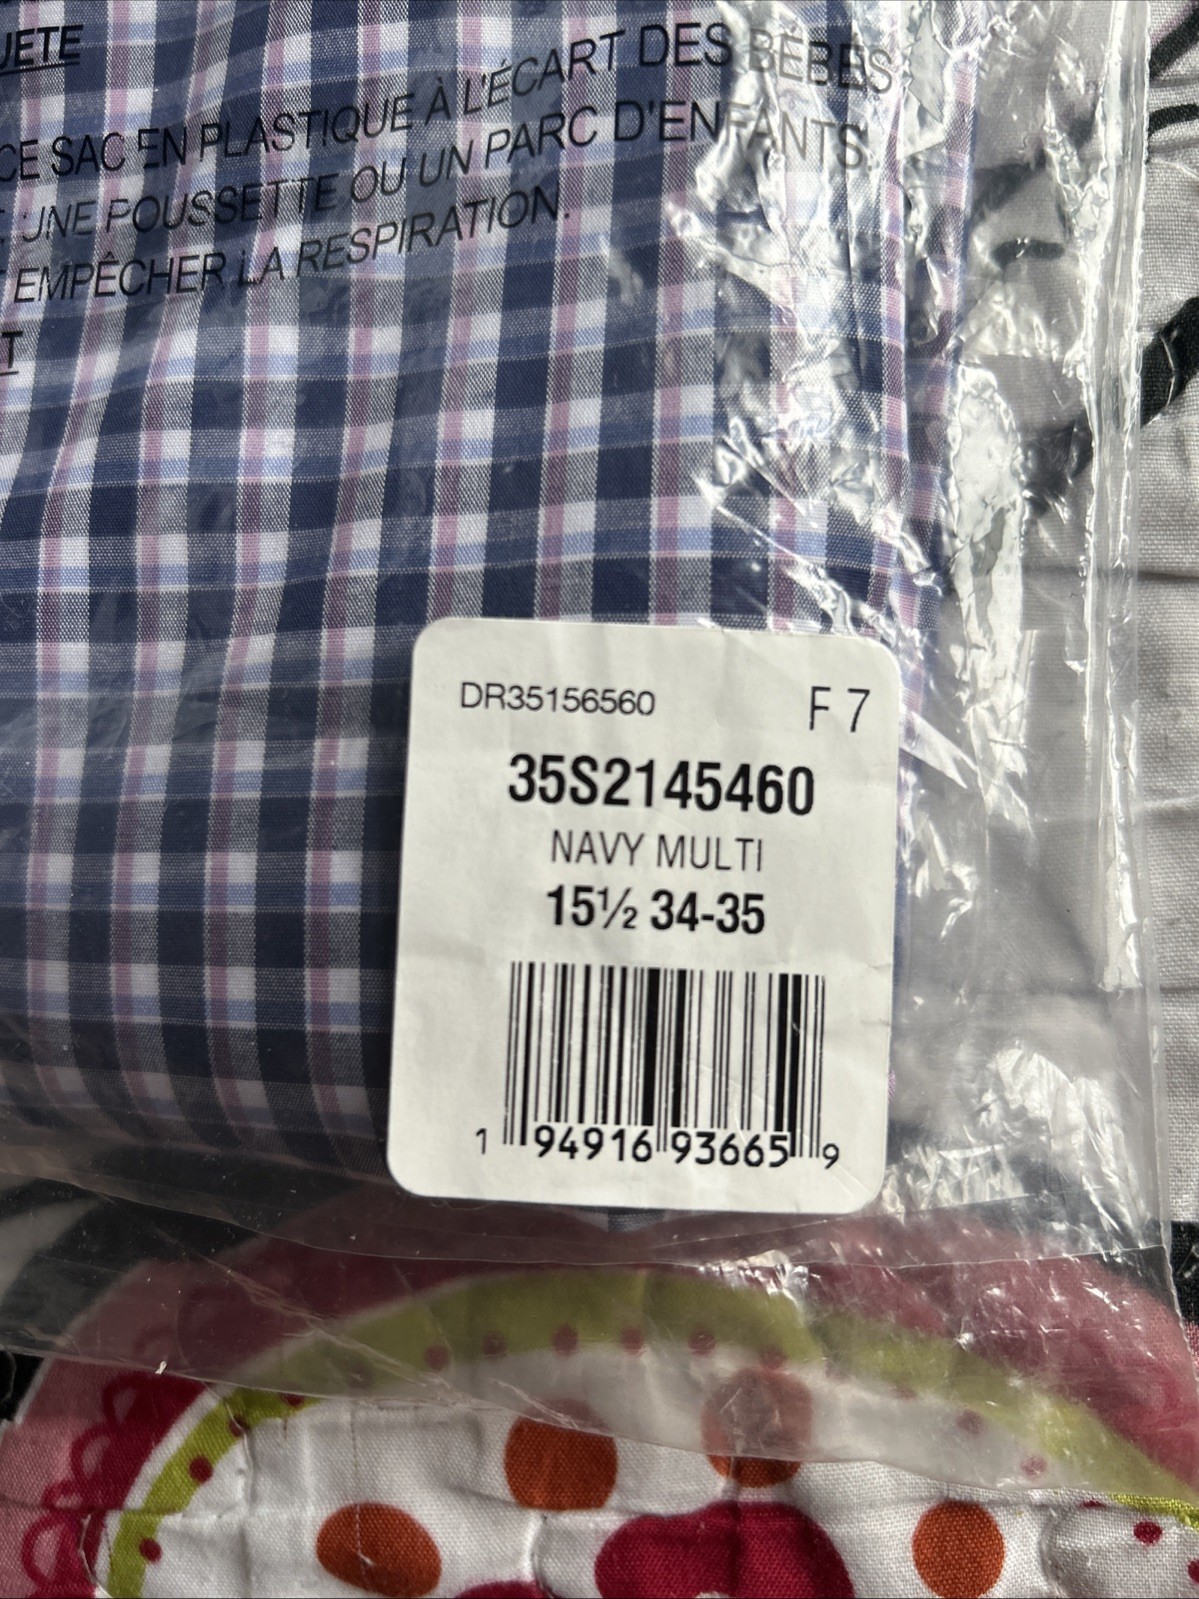 CE SAC EN PLASTIQUE À L'ÉCART DES BÉBÉS
UNE POUSSETTE OU UN PARC D'ENFANTS.
EMPÊCHER LA RESPIRATION.
DR35156560 F 7
35S2145460
NAVY MULTI
15½ 34-35
1 94916 93665 9